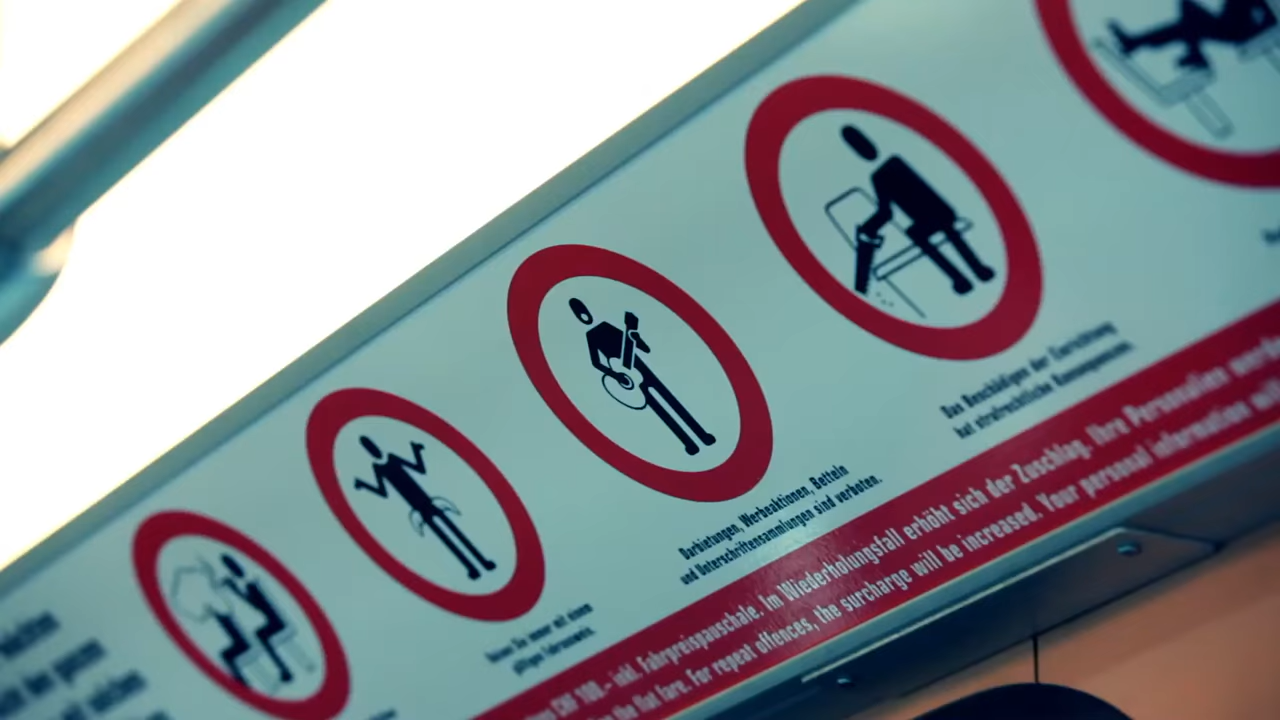 Reisen Sie immer mit einem
gültigen Fahrausweis.
Darbietungen, Werbeaktionen, Betteln
und Unterschriftensammlungen sind verboten.
Das Beschädigen der Einrichtung
hat strafrechtliche Konsequenzen.
CHF 100.- inkl. Fahrpreispauschale. Im Wiederholungsfall erhöht sich der Zuschlag. Ihre Personalien werden
the flat fare. For repeat offences, the surcharge will be increased. Your personal information will